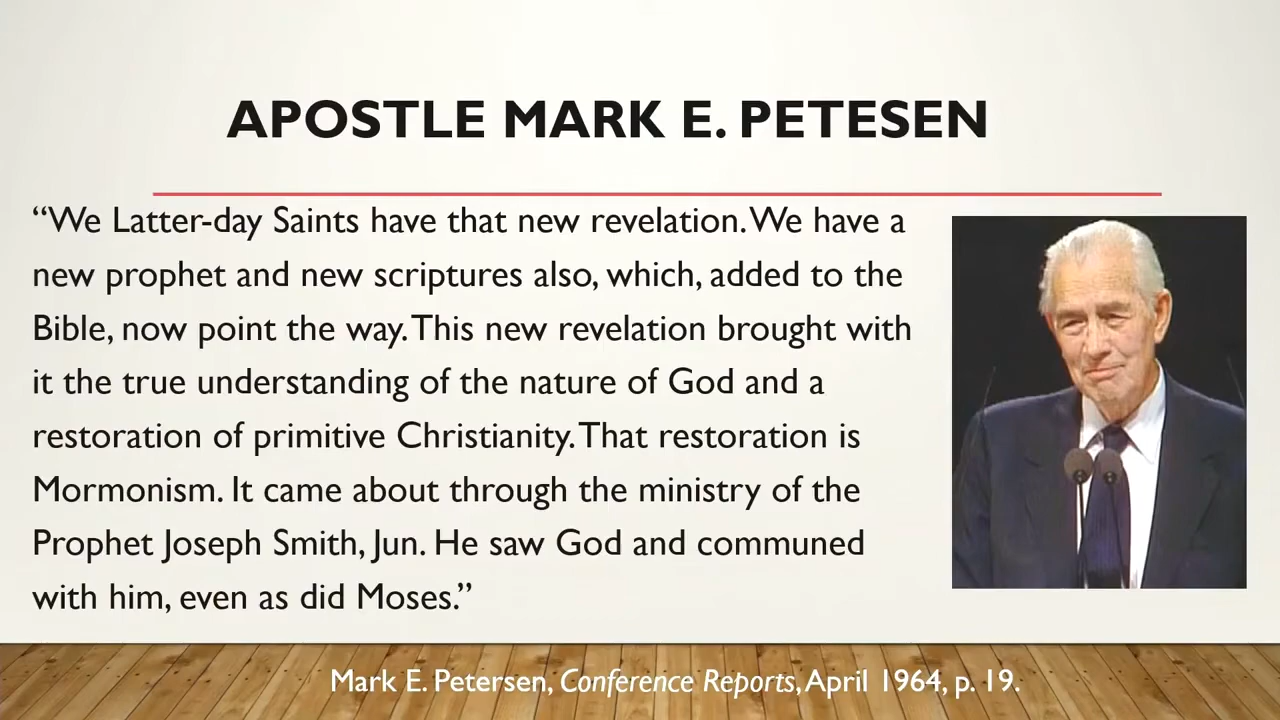 APOSTLE MARK E. PETESEN
“We Latter-day Saints have that new revelation. We have a
new prophet and new scriptures also, which, added to the
Bible, now point the way. This new revelation brought with
it the true understanding of the nature of God and a
restoration of primitive Christianity. That restoration is
Mormonism. It came about through the ministry of the
Prophet Joseph Smith, Jun. He saw God and communed
with him, even as did Moses.”
Mark E. Petersen, Conference Reports, April 1964, p. 19.